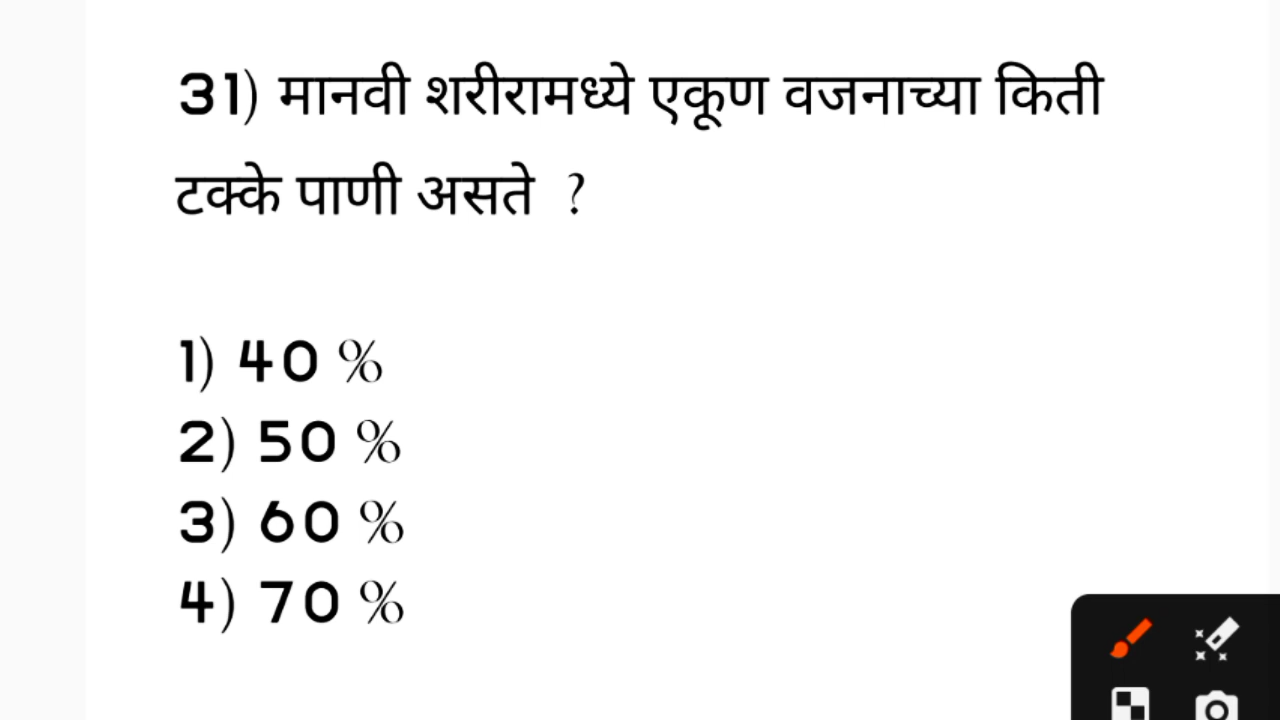 31) मानवी शरीरामध्ये एकूण वजनाच्या किती
टक्के पाणी असते ?
1) 40 %
2) 50 %
3) 60 %
4) 70 %